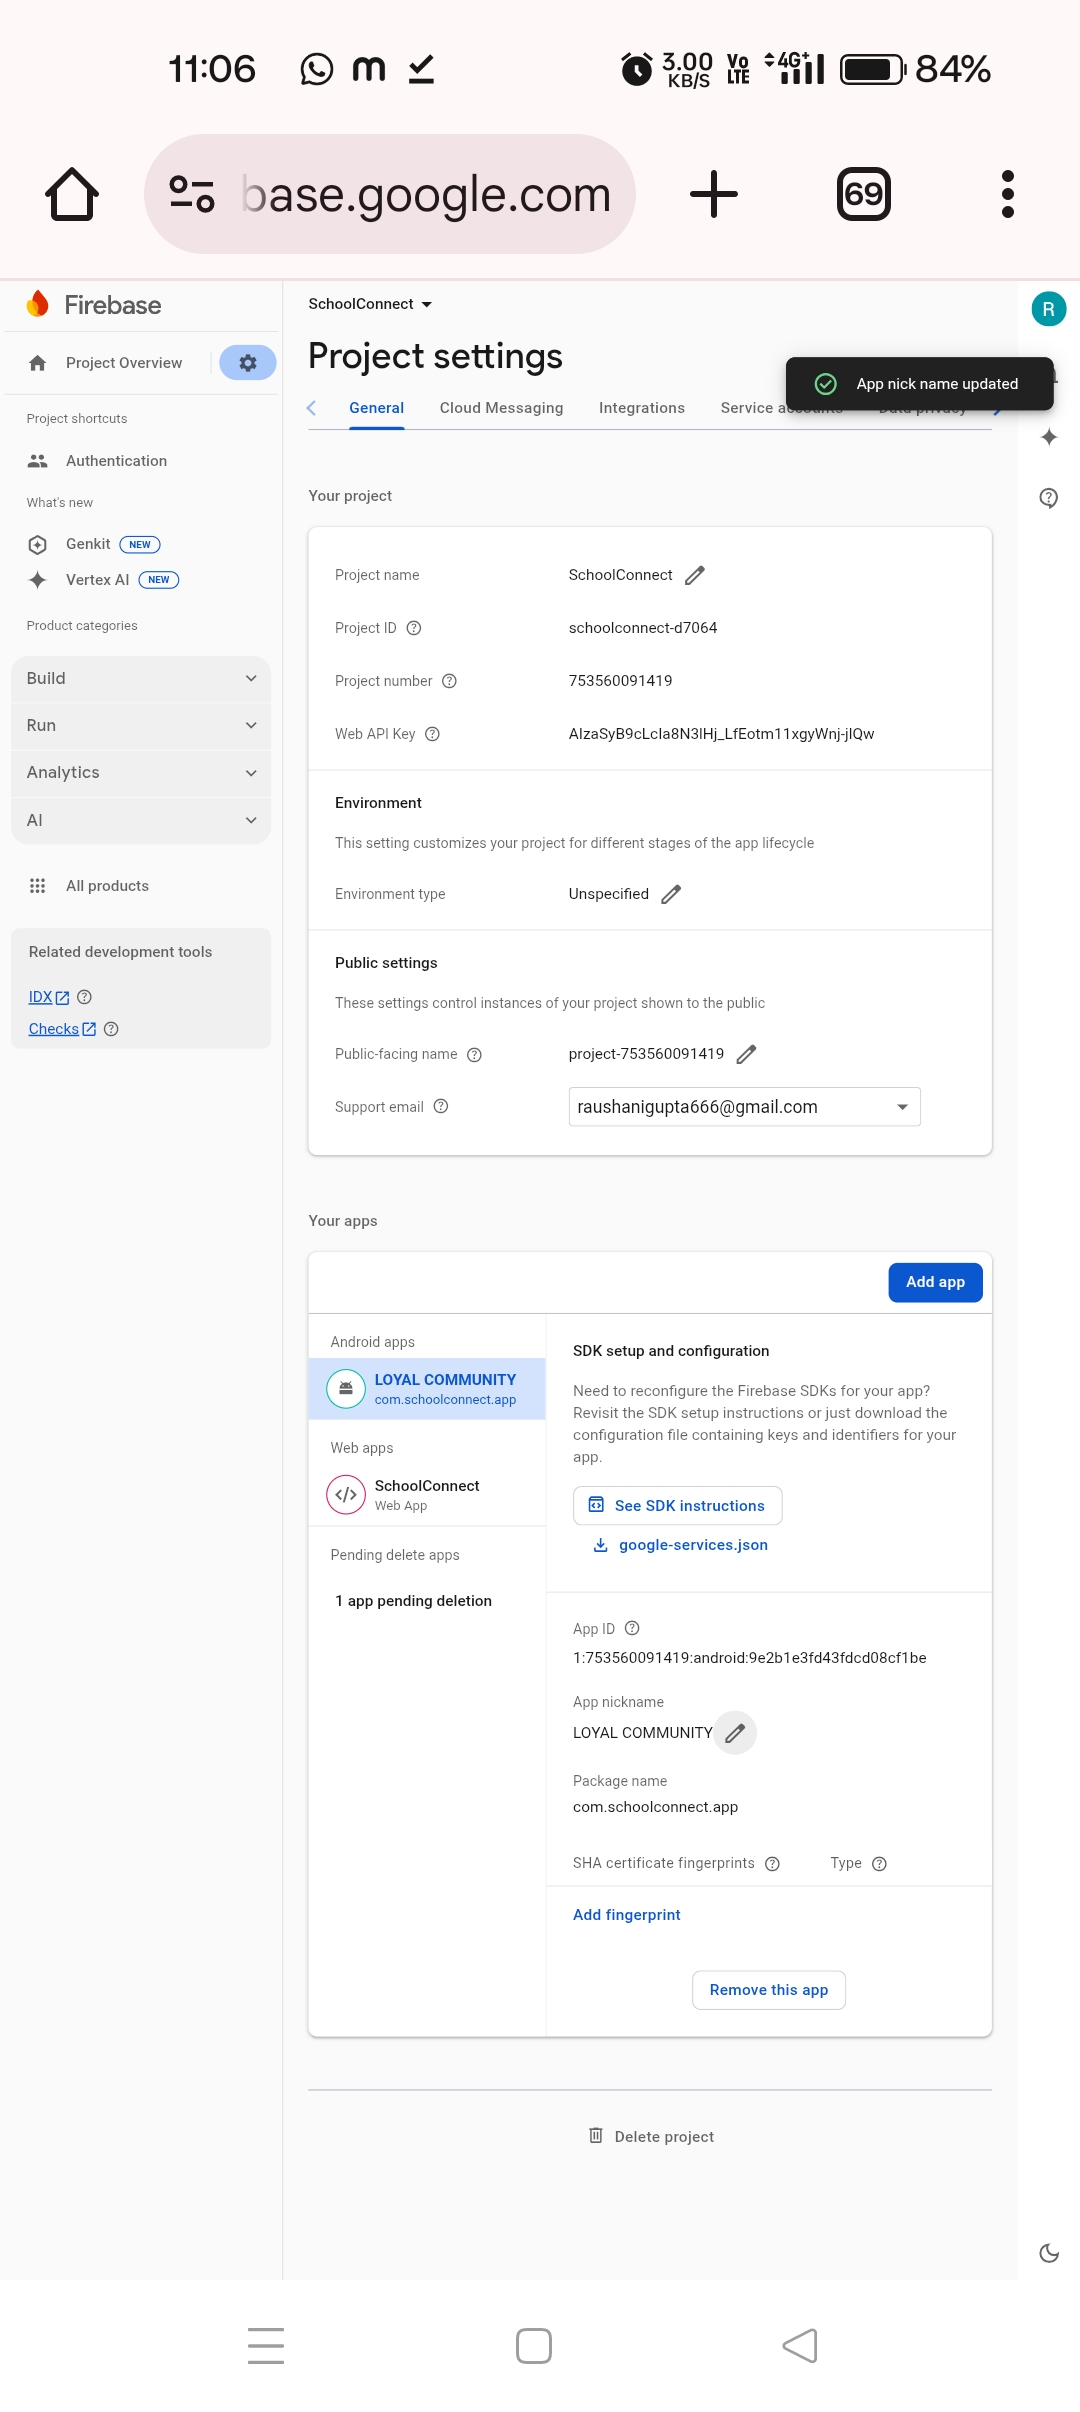 11:06
3.00 KB/S
Vo LTE
4G+
84%
base.google.com
69
Firebase
SchoolConnect
R
Project Overview
Project settings
App nick name updated
General
Cloud Messaging
Integrations
Service accounts
Data privacy
Project shortcuts
Authentication
What's new
Genkit NEW
Vertex AI NEW
Product categories
Build
Run
Analytics
AI
All products
Related development tools
IDX
Checks
Your project
Project name SchoolConnect
Project ID schoolconnect-d7064
Project number 753560091419
Web API Key AIzaSyB9cLcIa8N3lHj_LfEotm11xgyWnj-jlQw
Environment
This setting customizes your project for different stages of the app lifecycle
Environment type Unspecified
Public settings
These settings control instances of your project shown to the public
Public-facing name project-753560091419
Support email raushanigupta666@gmail.com
Your apps
Add app
Android apps
LOYAL COMMUNITY
com.schoolconnect.app
Web apps
SchoolConnect
Web App
Pending delete apps
1 app pending deletion
SDK setup and configuration
Need to reconfigure the Firebase SDKs for your app?
Revisit the SDK setup instructions or just download the
configuration file containing keys and identifiers for your
app.
See SDK instructions
google-services.json
App ID
1:753560091419:android:9e2b1e3fd43fdcd08cf1be
App nickname
LOYAL COMMUNITY
Package name
com.schoolconnect.app
SHA certificate fingerprints Type
Add fingerprint
Remove this app
Delete project